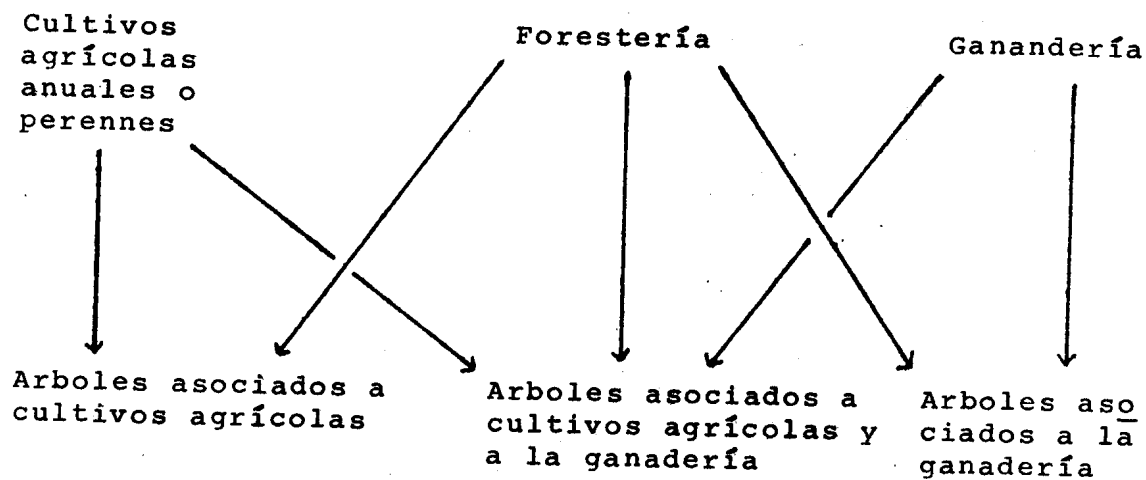 Cultivos
agrícolas
anuales o
perennes
Forestería
Ganandería
Arboles asociados a
cultivos agrícolas
Arboles asociados a
cultivos agrícolas y
a la ganadería
Arboles aso
ciados a la
ganadería